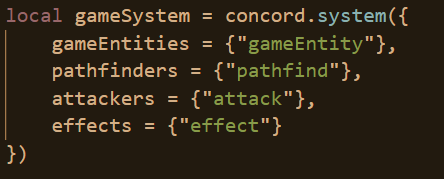 local gameSystem = concord.system({
    gameEntities = {"gameEntity"},
    pathfinders = {"pathfind"},
    attackers = {"attack"},
    effects = {"effect"}
})